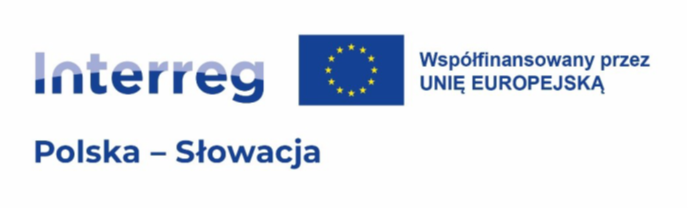 Interreg
Współfinansowany przez
UNIĘ EUROPEJSKĄ
Polska – Słowacja